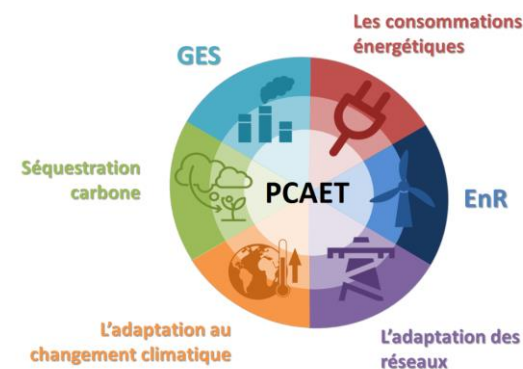 Les consommations
énergétiques
GES
Séquestration
carbone
PCAET
EnR
L'adaptation au
changement climatique
L'adaptation des
réseaux